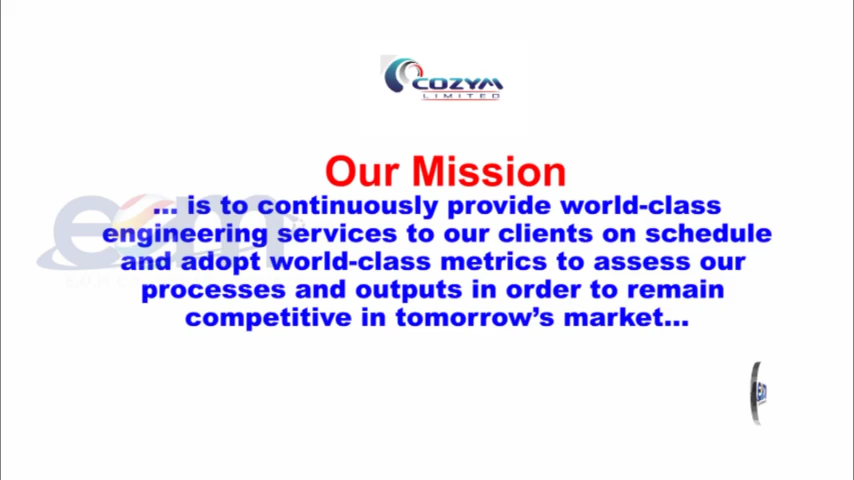 COZYM
LIMITED
Our Mission
... is to continuously provide world-class
engineering services to our clients on schedule
and adopt world-class metrics to assess our
processes and outputs in order to remain
competitive in tomorrow's market...
eom